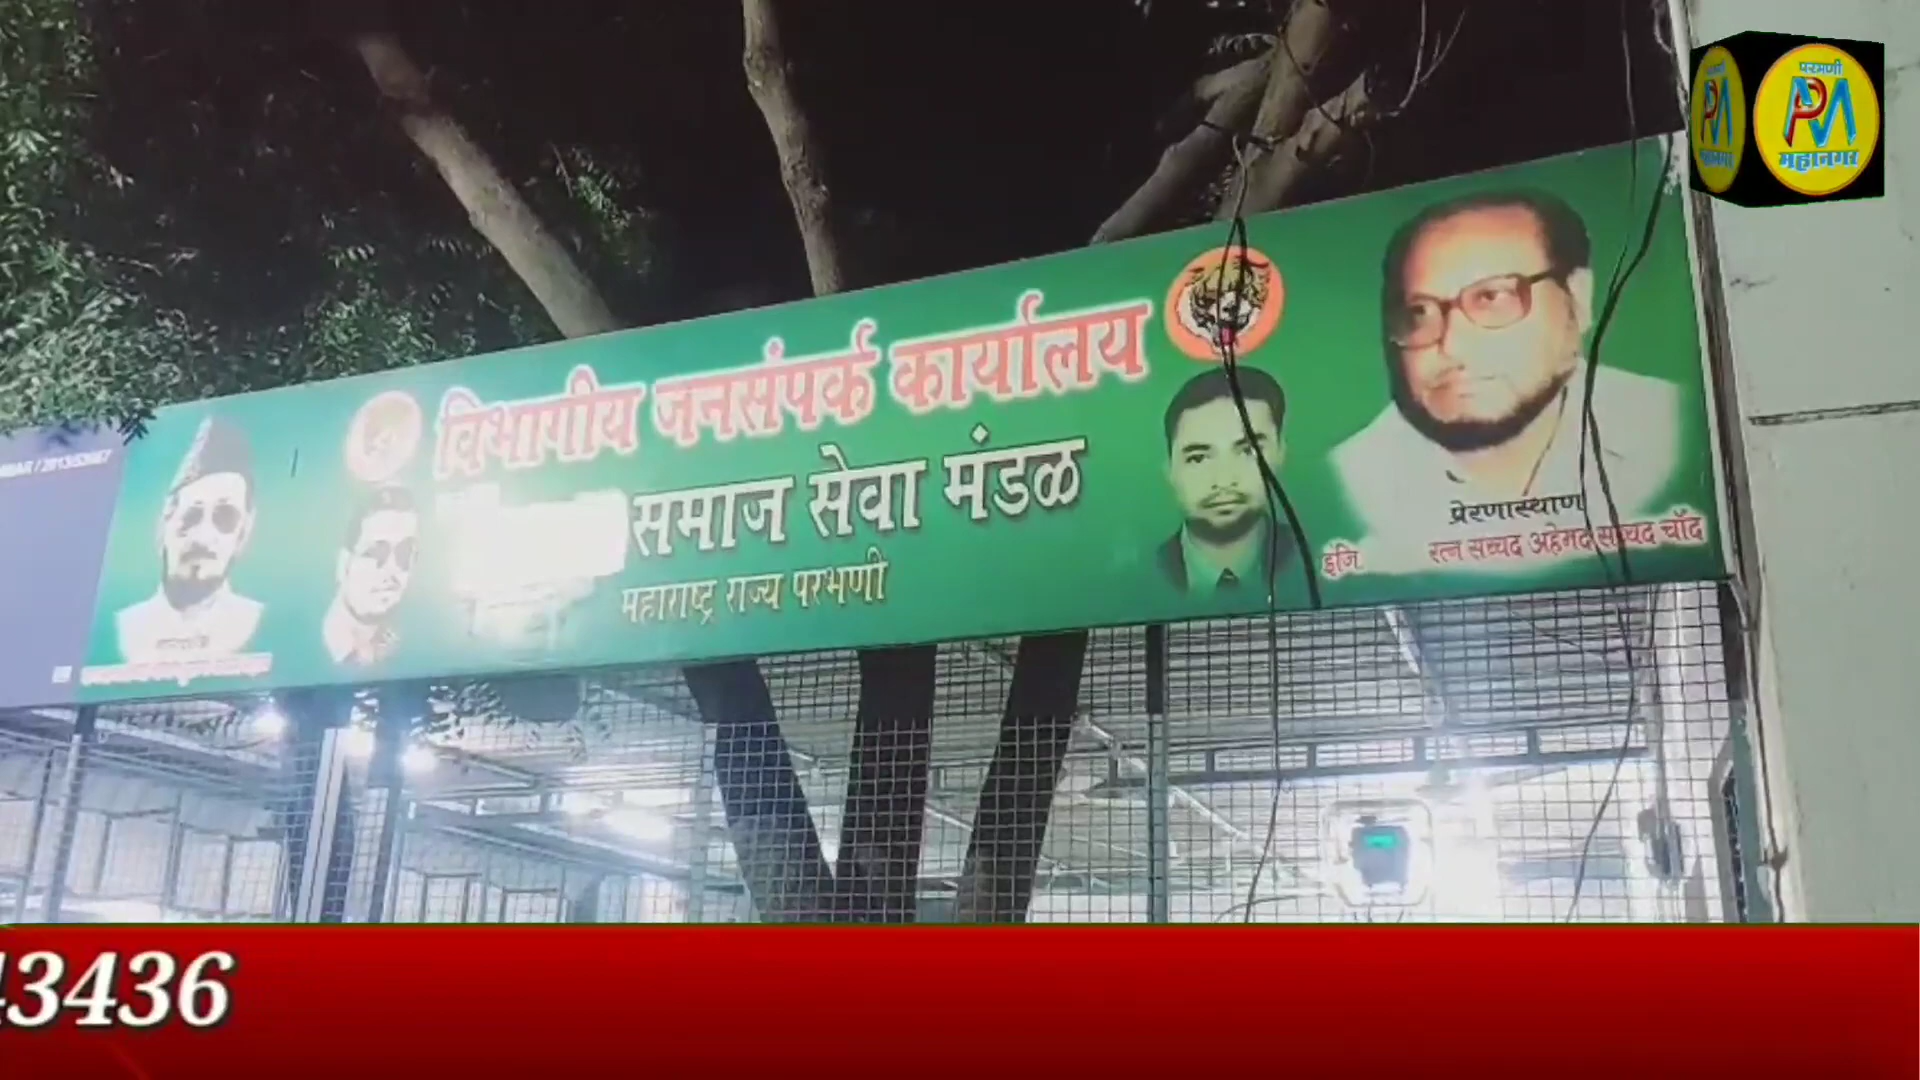 परभणी
PM
महानगर
विभागीय जनसंपर्क कार्यालय
समाज सेवा मंडळ
महाराष्ट्र राज्य परभणी
प्रेरणास्थाण
इंजि रत्न सय्यद अहेमद सय्यद चाँद
43436